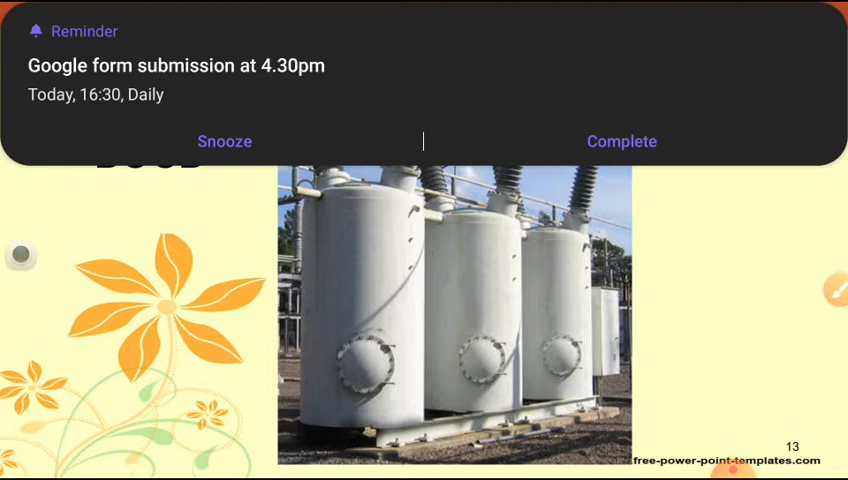 Reminder
Google form submission at 4.30pm
Today, 16:30, Daily
Snooze
Complete
13
free-power-point-templates.com